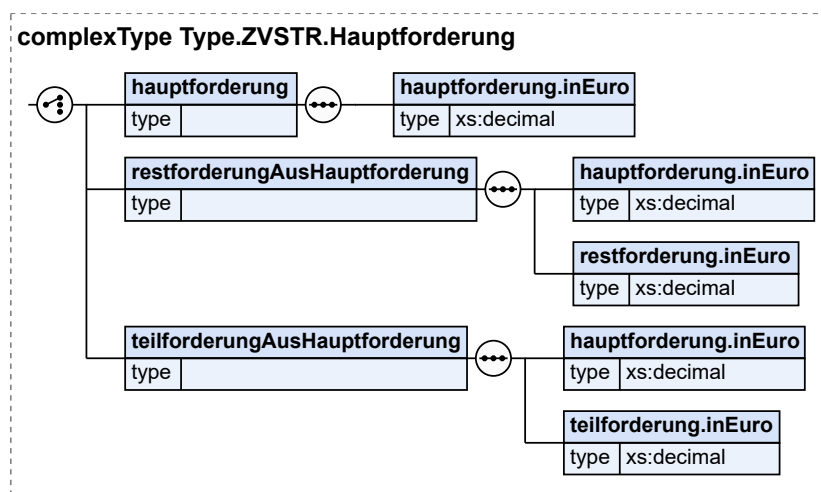 complexType Type.ZVSTR.Hauptforderung
hauptforderung
type
hauptforderung.inEuro
type xs:decimal
restforderungAusHauptforderung
type
hauptforderung.inEuro
type xs:decimal
restforderung.inEuro
type xs:decimal
teilforderungAusHauptforderung
type
hauptforderung.inEuro
type xs:decimal
teilforderung.inEuro
type xs:decimal